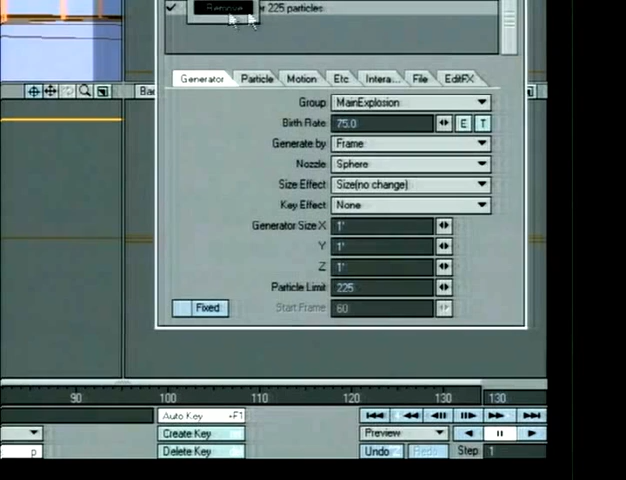 Remove
r 225 particles
Generator Particle Motion Etc Intera... File EditFX
Group MainExplosion
Ba
Birth Rate 75.0 E T
Generate by Frame
Nozzle Sphere
Size Effect Size(no change)
Key Effect None
Generator Size X 1'
Y 1'
Z 1'
Particle Limit 225
Fixed Start Frame 60
90 100 110 120 130 130
Auto Key +F1
Create Key Preview
p Delete Key Undo Redo Step 1